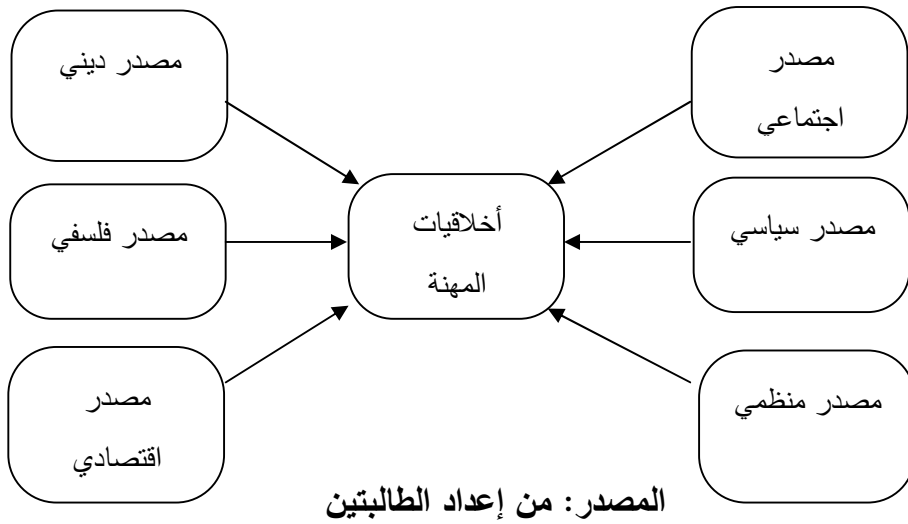 مصدر
اجتماعي
مصدر ديني
أخلاقيات
المهنة
مصدر سياسي
مصدر فلسفي
مصدر منظمي
مصدر
اقتصادي
المصدر: من إعداد الطالبتين